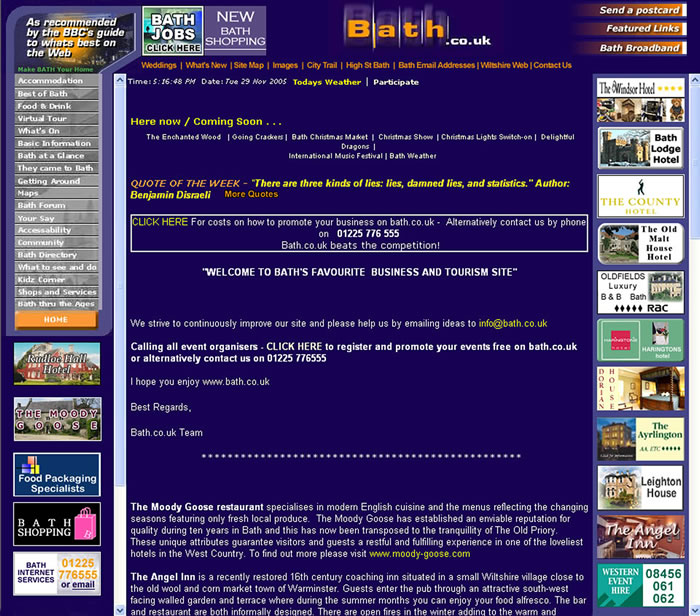 As recommended
by the BBC's guide
to whats best on
the Web
Make BATH Your Home
BATH
JOBS
CLICK HERE
NEW
BATH
SHOPPING
Bath.co.uk
Send a postcard
Featured Links
Bath Broadband
Weddings | What's New | Site Map | Images | City Trail | High St Bath | Bath Email Addresses | Wiltshire Web | Contact Us
Time: 5:16:48 PM Date: Tue 29 Nov 2005 Todays Weather | Participate
Accommodation
Best of Bath
Food & Drink
Virtual Tour
What's On
Basic Information
Bath at a Glance
They came to Bath
Getting Around
Maps
Bath Forum
Your Say
Accessability
Community
Bath Directory
What to see and do
Kidz Corner
Shops and Services
Bath thru the Ages
HOME
Rudloe Hall
Hotel
THE MOODY
GOOSE
Food Packaging
Specialists
BATH
SHOPPING
BATH
INTERNET
SERVICES
01225
776555
or email
Here now / Coming Soon . . .
The Enchanted Wood | Going Crackers | Bath Christmas Market | Christmas Show | Christmas Lights Switch-on | Delightful
Dragons |
International Music Festival | Bath Weather
QUOTE OF THE WEEK - "There are three kinds of lies: lies, damned lies, and statistics." Author:
Benjamin Disraeli More Quotes
CLICK HERE For costs on how to promote your business on bath.co.uk - Alternatively contact us by phone
on 01225 776 555
Bath.co.uk beats the competition!
"WELCOME TO BATH'S FAVOURITE BUSINESS AND TOURISM SITE"
We strive to continuously improve our site and please help us by emailing ideas to info@bath.co.uk
Calling all event organisers - CLICK HERE to register and promote your events free on bath.co.uk
or alternatively contact us on 01225 776555
I hope you enjoy www.bath.co.uk
Best Regards,
Bath.co.uk Team
* * * * * * * * * * * * * * * * * * * * * * * * * * * * * * * * * * * * * * * * * * * * * * * * *
The Moody Goose restaurant specialises in modern English cuisine and the menus reflecting the changing
seasons featuring only fresh local produce. The Moody Goose has established an enviable reputation for
quality during ten years in Bath and this has now been transposed to the tranquility of The Old Priory.
These unique attributes guarantee visitors and guests a restful and fulfilling experience in one of the loveliest
hotels in the West Country. To find out more please visit www.moody-goose.com
The Angel Inn is a recently restored 16th century coaching inn situated in a small Wiltshire village close to
the old wool and corn market town of Warminster. Guests enter the pub through an attractive south-west
facing walled garden and terrace where during the summer months you can enjoy your food alfresco. The bar
and restaurant are both informally designed. There are open fires in the winter adding to the warm and
The Windsor Hotel
Bath
Lodge
Hotel
THE COUNTY
HOTEL
The Old
Malt
House
Hotel
OLDFIELDS
Luxury
B & B Bath
RAC
HARINGTONS
HARINGTONS
hotel
DORIAN
HOUSE
The
Ayrlington
AA, ETC
Leighton
House
The Angel
Inn
WESTERN
EVENT
HIRE
08456
061
062